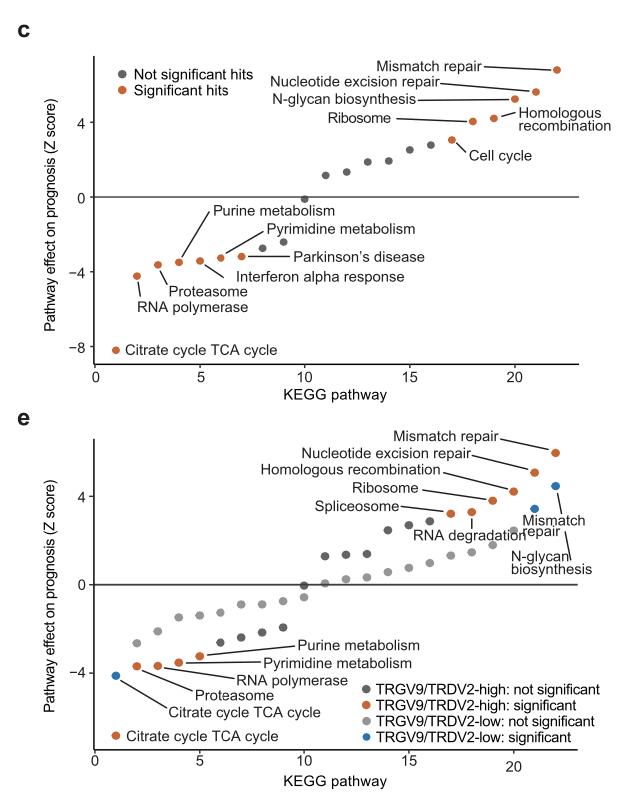 c
Not significant hits
Significant hits
Mismatch repair
Nucleotide excision repair
N-glycan biosynthesis
Ribosome
Homologous
recombination
Cell cycle
Purine metabolism
Pyrimidine metabolism
Parkinson's disease
Interferon alpha response
Proteasome
RNA polymerase
Citrate cycle TCA cycle
Pathway effect on prognosis (Z score)
4
0
−4
−8
0
5
10
15
20
KEGG pathway
e
Mismatch repair
Nucleotide excision repair
Homologous recombination
Ribosome
Spliceosome
RNA degradation
Mismatch
repair
N-glycan
biosynthesis
Purine metabolism
Pyrimidine metabolism
RNA polymerase
Proteasome
Citrate cycle TCA cycle
Citrate cycle TCA cycle
TRGV9/TRDV2-high: not significant
TRGV9/TRDV2-high: significant
TRGV9/TRDV2-low: not significant
TRGV9/TRDV2-low: significant
Pathway effect on prognosis (Z score)
4
0
−4
0
5
10
15
20
KEGG pathway